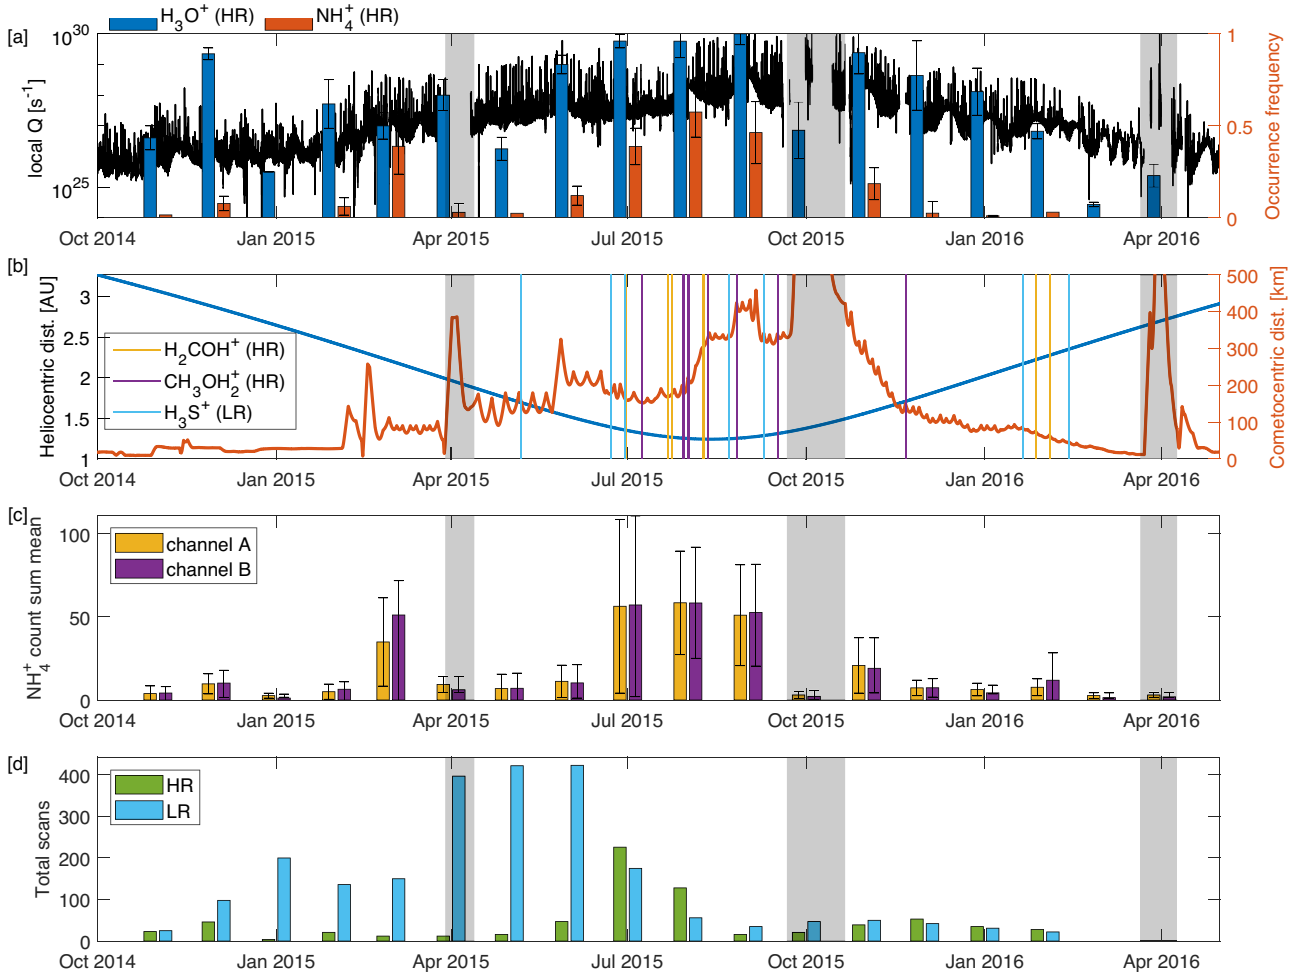 H₃O⁺ (HR) NH₄⁺ (HR)
[a]
10³⁰
10²⁵
local Q [s⁻¹]
1
0.5
0
Occurrence frequency
Oct 2014 Jan 2015 Apr 2015 Jul 2015 Oct 2015 Jan 2016 Apr 2016
[b]
3
2.5
2
1.5
1
Heliocentric dist. [AU]
H₂COH⁺ (HR)
CH₃OH₂⁺ (HR)
H₃S⁺ (LR)
500
400
300
200
100
0
Cometocentric dist. [km]
Oct 2014 Jan 2015 Apr 2015 Jul 2015 Oct 2015 Jan 2016 Apr 2016
[c]
100
50
0
NH₄⁺ count sum mean
channel A
channel B
Oct 2014 Jan 2015 Apr 2015 Jul 2015 Oct 2015 Jan 2016 Apr 2016
[d]
400
300
200
100
0
Total scans
HR
LR
Oct 2014 Jan 2015 Apr 2015 Jul 2015 Oct 2015 Jan 2016 Apr 2016